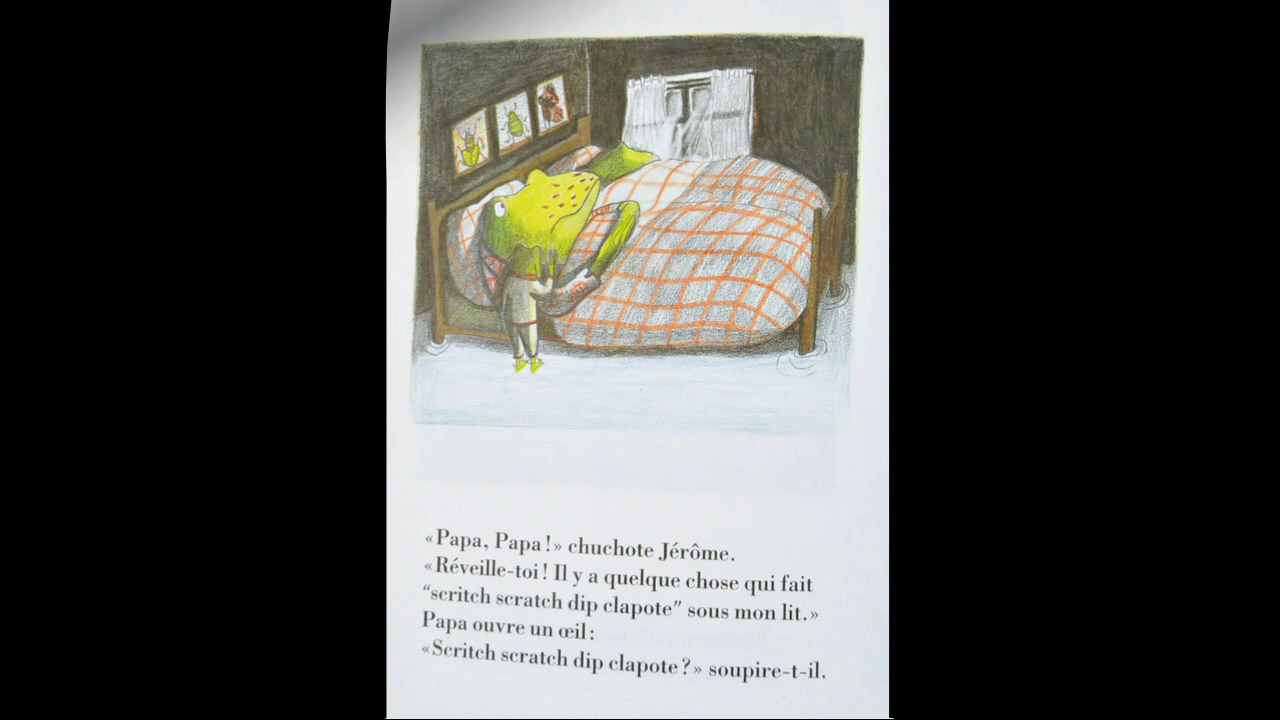 «Papa, Papa!» chuchote Jérôme.
«Réveille-toi! Il y a quelque chose qui fait
"scritch scratch dip clapote" sous mon lit.»
Papa ouvre un œil:
«Scritch scratch dip clapote?» soupire-t-il.